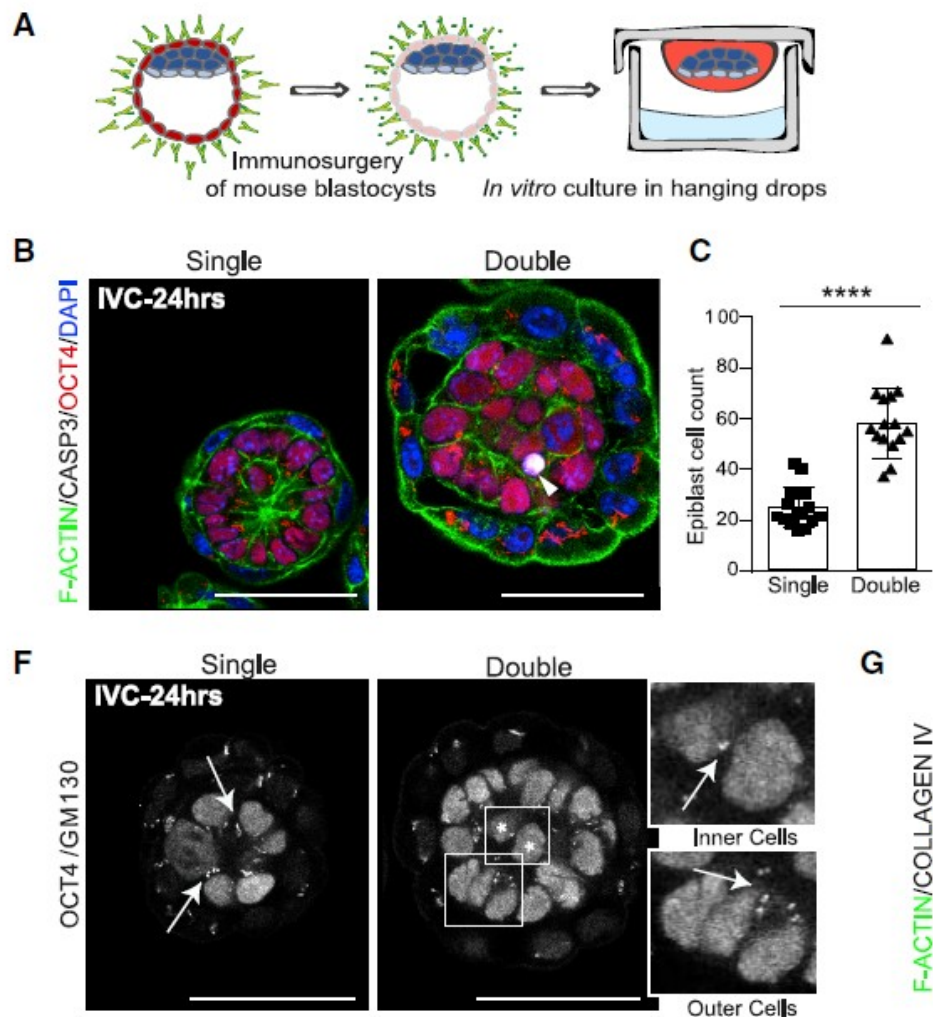 A
Immunosurgery
of mouse blastocysts
In vitro culture in hanging drops
B
Single
Double
IVC-24hrs
F-ACTIN/CASP3/OCT4/DAPI
C
****
100
80
60
40
20
0
Epiblast cell count
Single
Double
F
Single
Double
IVC-24hrs
OCT4/GM130
*
*
Inner Cells
Outer Cells
G
F-ACTIN/COLLAGEN IV